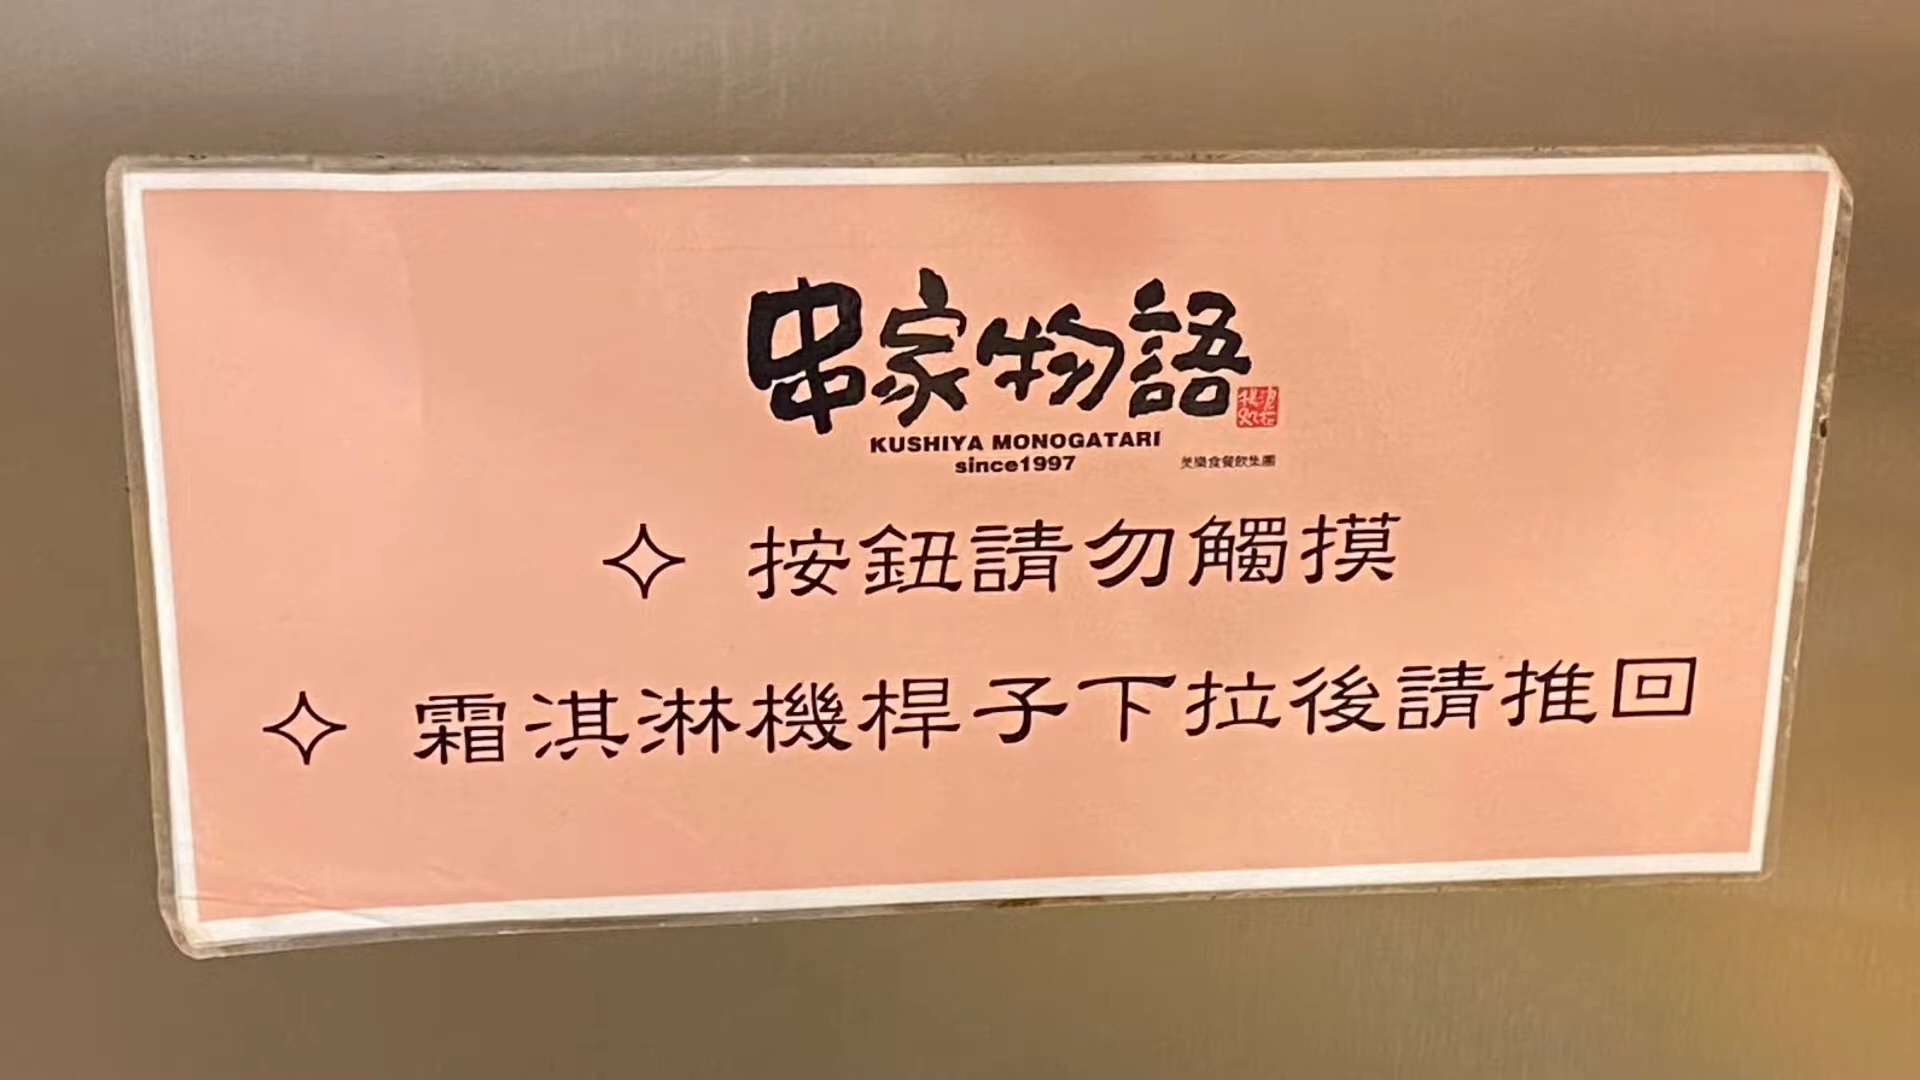 串家物語
KUSHIYA MONOGATARI
since1997
美樂食餐飲集團
✧ 按鈕請勿觸摸
✧ 霜淇淋機桿子下拉後請推回